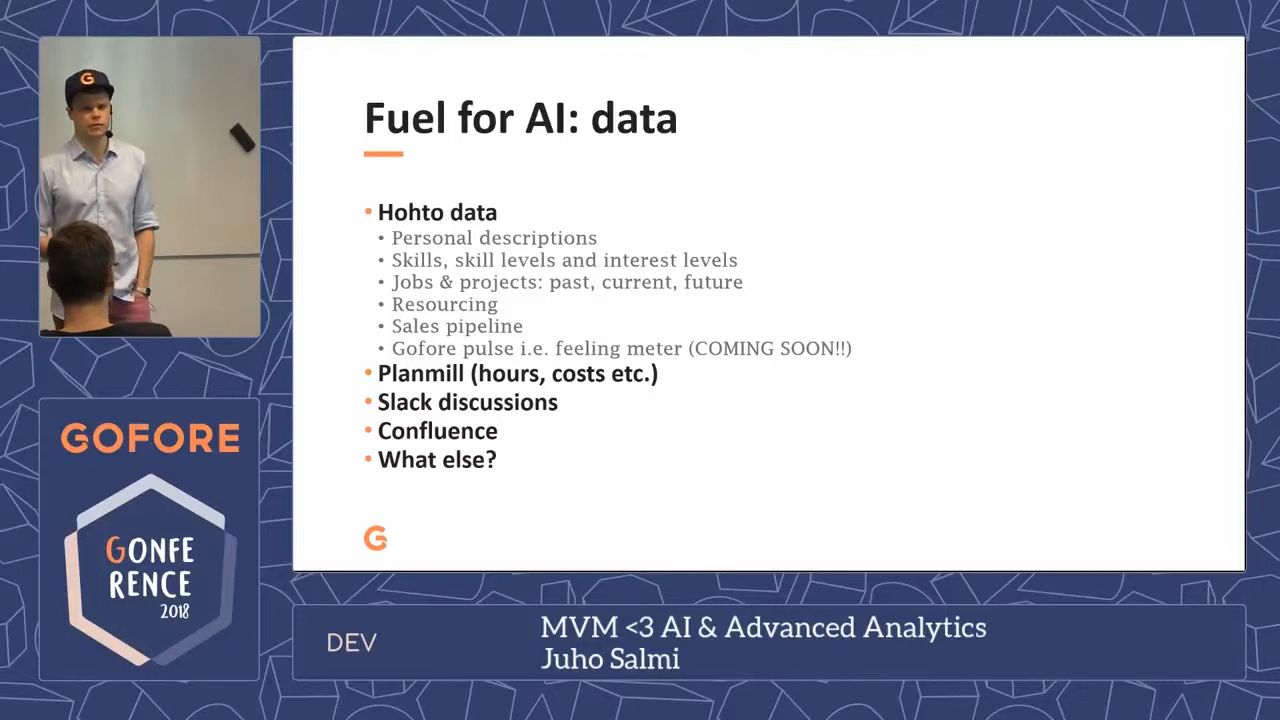 G
Fuel for AI: data
• Hohto data
• Personal descriptions
• Skills, skill levels and interest levels
• Jobs & projects: past, current, future
• Resourcing
• Sales pipeline
• Gofore pulse i.e. feeling meter (COMING SOON!!)
• Planmill (hours, costs etc.)
• Slack discussions
• Confluence
• What else?
G
GOFORE
GONFE
RENCE
2018
DEV
MVM <3 AI & Advanced Analytics
Juho Salmi